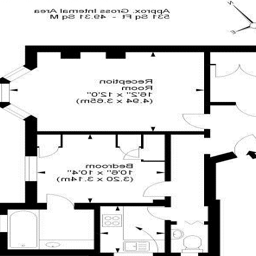 Approx. Gross Internal Area
531 Sq Ft - 49.31 Sq M
Reception
Room
16'2" x 12'0"
(4.94 x 3.65m)
Bedroom
10'6" x 10'4"
(3.20 x 3.14m)